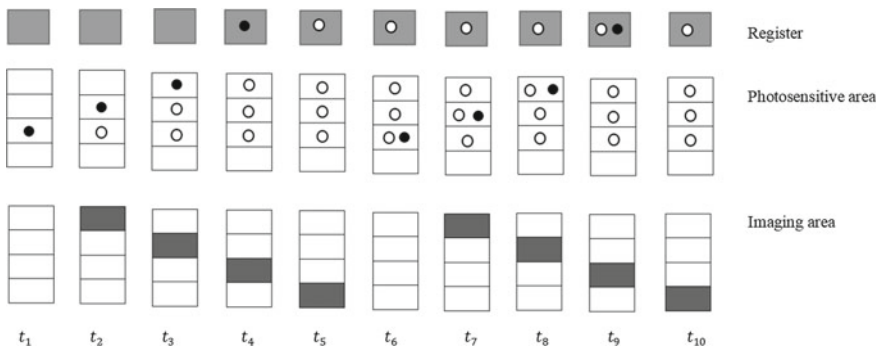 Register
Photosensitive area
Imaging area
t₁ t₂ t₃ t₄ t₅ t₆ t₇ t₈ t₉ t₁₀